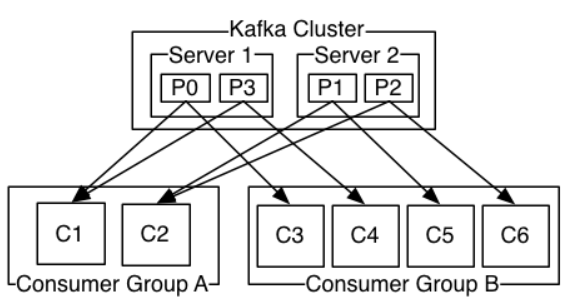 Kafka Cluster
Server 1 Server 2
P0 P3 P1 P2
C1 C2 C3 C4 C5 C6
Consumer Group A Consumer Group B